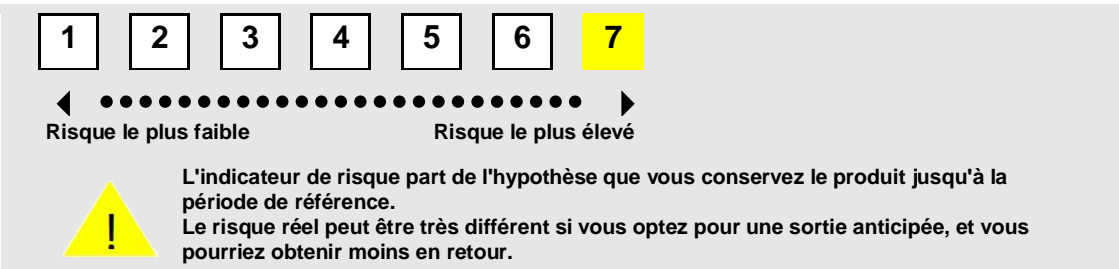 1 2 3 4 5 6 7
Risque le plus faible Risque le plus élevé
L'indicateur de risque part de l'hypothèse que vous conservez le produit jusqu'à la
période de référence.
Le risque réel peut être très différent si vous optez pour une sortie anticipée, et vous
pourriez obtenir moins en retour.
!